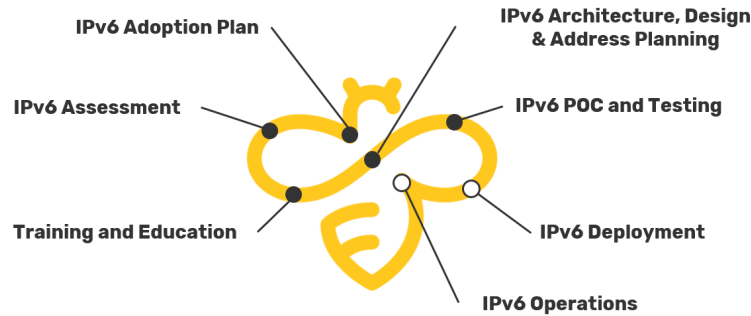 IPv6 Adoption Plan
IPv6 Architecture, Design
& Address Planning
IPv6 Assessment
IPv6 POC and Testing
Training and Education
IPv6 Deployment
IPv6 Operations